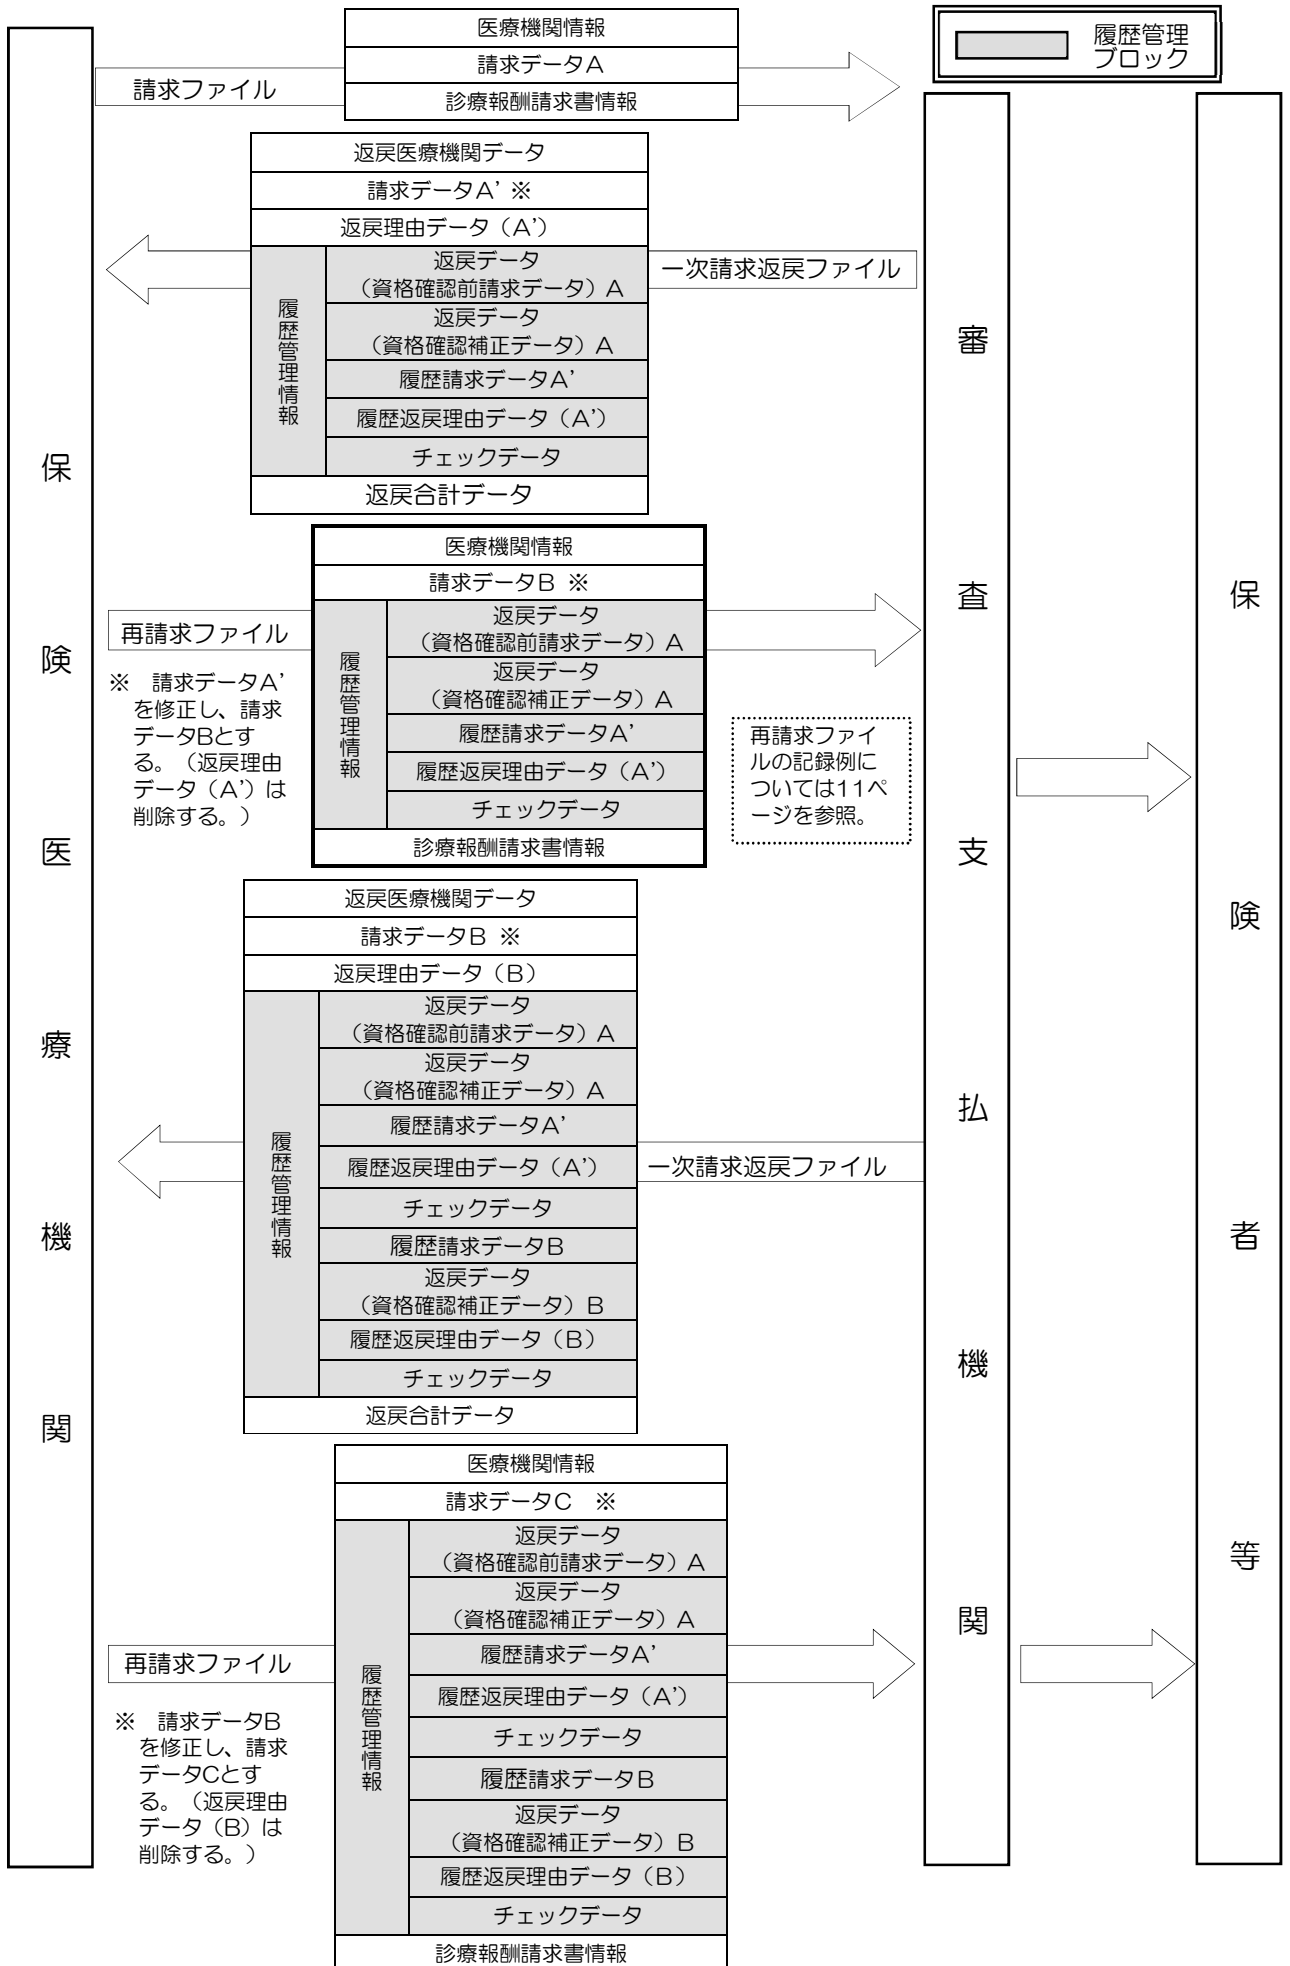 医療機関情報
請求データA
診療報酬請求書情報
請求ファイル
履歴管理
ブロック
返戻医療機関データ
請求データA’ ※
返戻理由データ（A’）
履歴管理情報
返戻データ
（資格確認前請求データ）A
返戻データ
（資格確認補正データ）A
履歴請求データA’
履歴返戻理由データ（A’）
チェックデータ
返戻合計データ
一次請求返戻ファイル
医療機関情報
請求データB ※
履歴管理情報
返戻データ
（資格確認前請求データ）A
返戻データ
（資格確認補正データ）A
履歴請求データA’
履歴返戻理由データ（A’）
チェックデータ
診療報酬請求書情報
再請求ファイル
※　請求データA’
を修正し、請求
データBとす
る。（返戻理由
データ（A’）は
削除する。）
再請求ファイ
ルの記録例に
ついては11ペ
ージを参照。
返戻医療機関データ
請求データB ※
返戻理由データ（B）
履歴管理情報
返戻データ
（資格確認前請求データ）A
返戻データ
（資格確認補正データ）A
履歴請求データA’
履歴返戻理由データ（A’）
チェックデータ
履歴請求データB
返戻データ
（資格確認補正データ）B
履歴返戻理由データ（B）
チェックデータ
返戻合計データ
一次請求返戻ファイル
医療機関情報
請求データC　※
履歴管理情報
返戻データ
（資格確認前請求データ）A
返戻データ
（資格確認補正データ）A
履歴請求データA’
履歴返戻理由データ（A’）
チェックデータ
履歴請求データB
返戻データ
（資格確認補正データ）B
履歴返戻理由データ（B）
チェックデータ
診療報酬請求書情報
再請求ファイル
※　請求データB
を修正し、請求
データCとす
る。（返戻理由
データ（B）は
削除する。）
保険医療機関
審査支払機関
保険者等